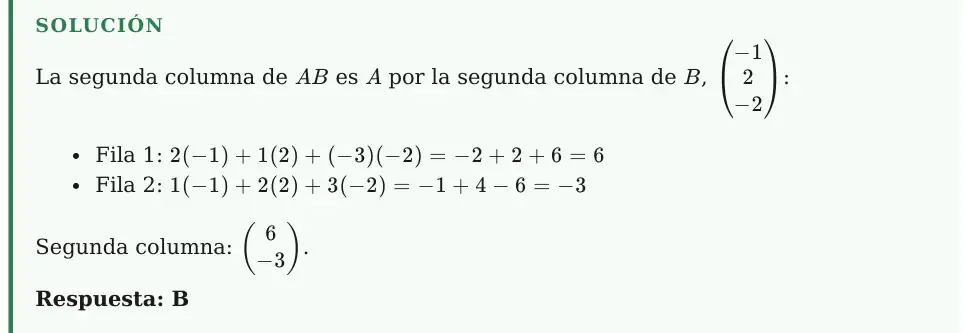 SOLUCIÓN
La segunda columna de AB es A por la segunda columna de B, (−1 2 −2):
• Fila 1: 2(−1) + 1(2) + (−3)(−2) = −2 + 2 + 6 = 6
• Fila 2: 1(−1) + 2(2) + 3(−2) = −1 + 4 − 6 = −3
Segunda columna: (6 −3).
Respuesta: B